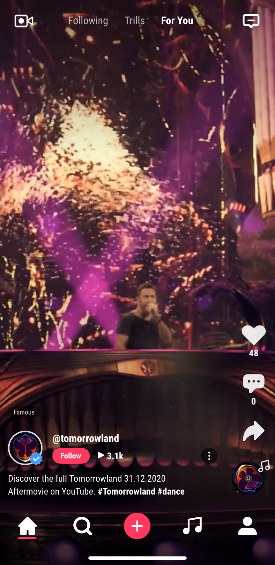 Following Trills For You
48
0
Famous
@tomorrowland
Follow 3.1k
Discover the full Tomorrowland 31.12.2020
Aftermovie on YouTube. #Tomorrowland #dance